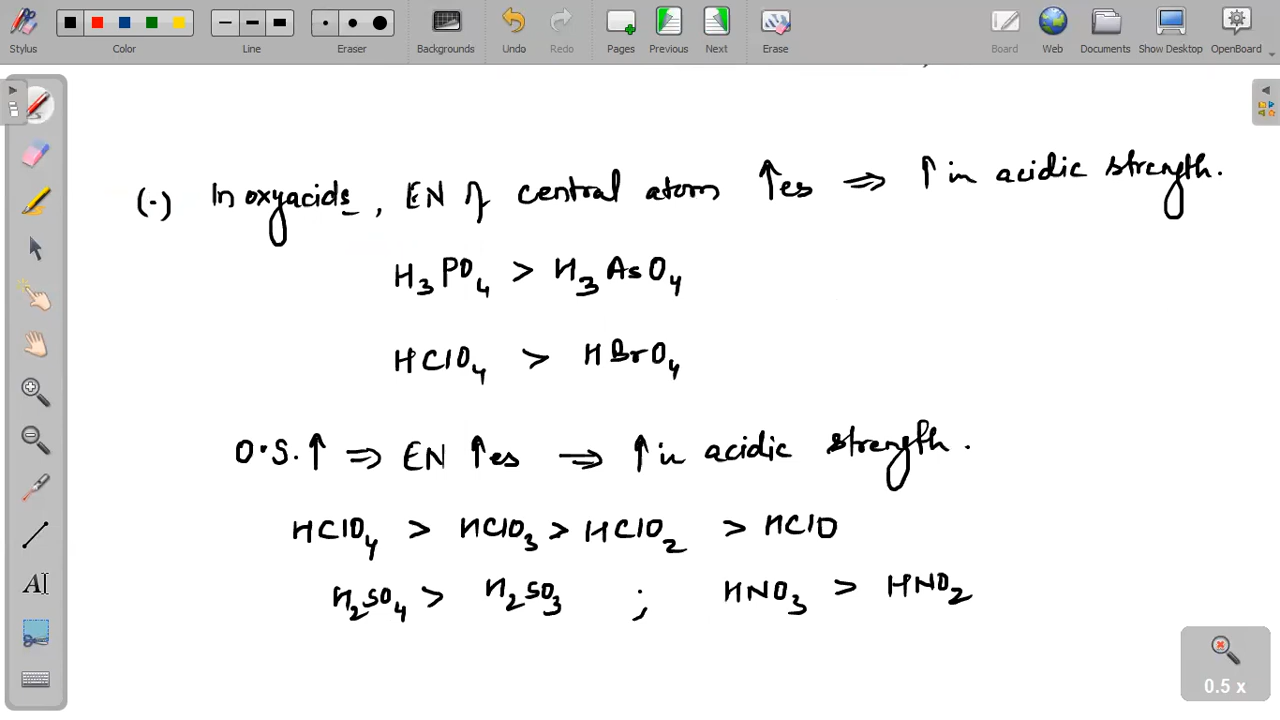 Stylus Color Line Eraser Backgrounds Undo Redo Pages Previous Next Erase Board Web Documents Show Desktop OpenBoard
(·) In oxyacids, EN of central atom ↑es ⇒ ↑ in acidic strength.
H₃PO₄ > H₃AsO₄
HClO₄ > HBrO₄
O.S. ↑ ⇒ EN ↑es ⇒ ↑ in acidic strength.
HClO₄ > HClO₃ > HClO₂ > HClO
H₂SO₄ > H₂SO₃ ; HNO₃ > HNO₂
0.5 x